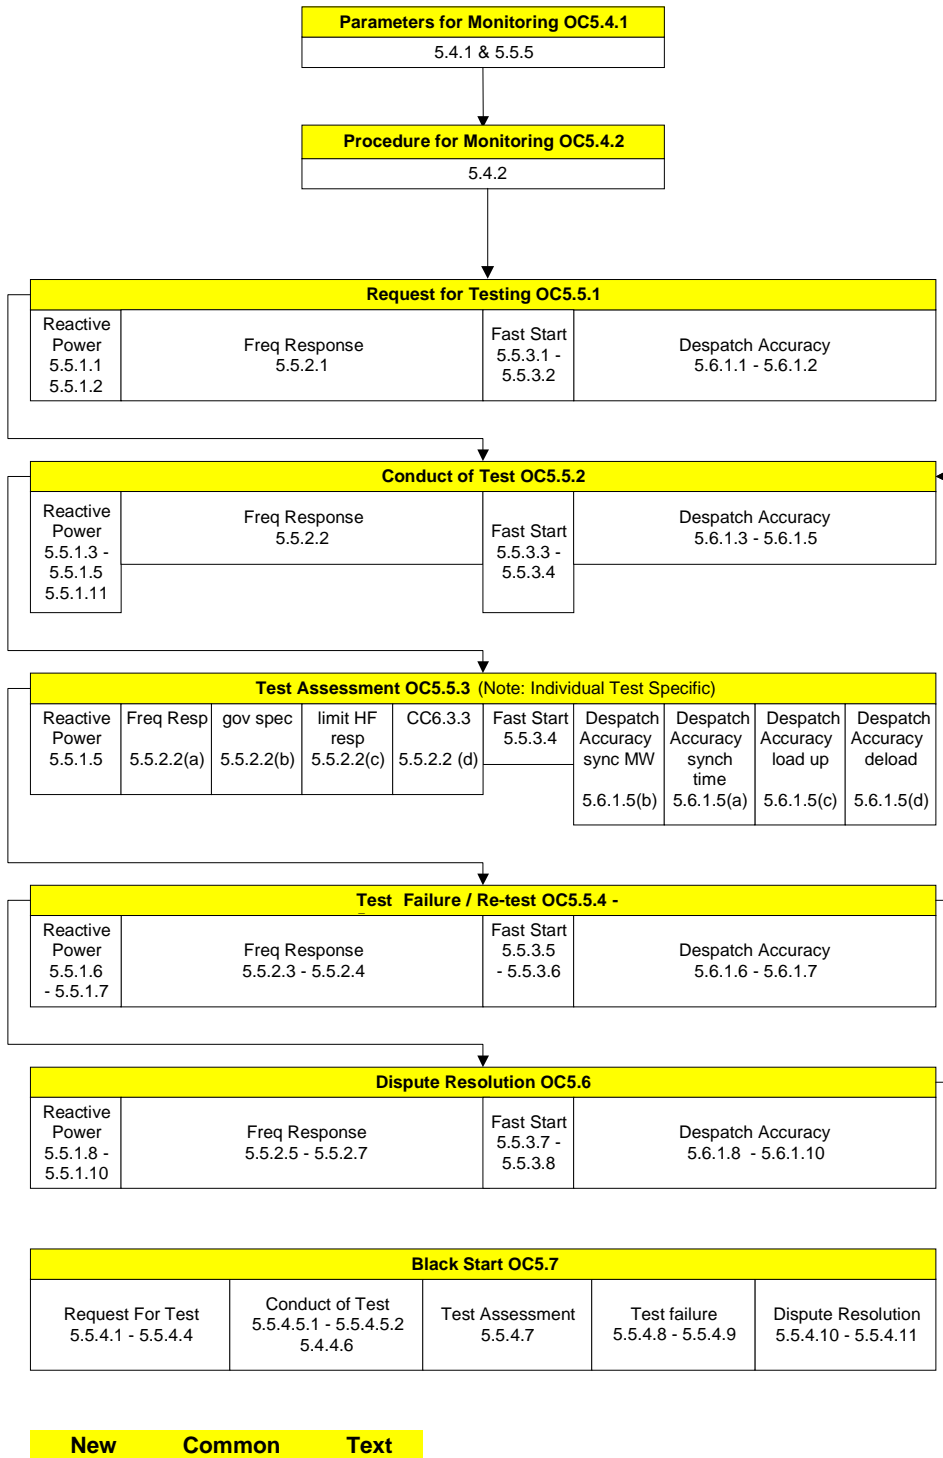 Parameters for Monitoring OC5.4.1
5.4.1 & 5.5.5
Procedure for Monitoring OC5.4.2
5.4.2
Request for Testing OC5.5.1
Reactive
Power
5.5.1.1
5.5.1.2
Freq Response
5.5.2.1
Fast Start
5.5.3.1 -
5.5.3.2
Despatch Accuracy
5.6.1.1 - 5.6.1.2
Conduct of Test OC5.5.2
Reactive
Power
5.5.1.3 -
5.5.1.5
5.5.1.11
Freq Response
5.5.2.2
Fast Start
5.5.3.3 -
5.5.3.4
Despatch Accuracy
5.6.1.3 - 5.6.1.5
Test Assessment OC5.5.3 (Note: Individual Test Specific)
Reactive
Power
5.5.1.5
Freq Resp
5.5.2.2(a)
gov spec
5.5.2.2(b)
limit HF
resp
5.5.2.2(c)
CC6.3.3
5.5.2.2 (d)
Fast Start
5.5.3.4
Despatch
Accuracy
sync MW
5.6.1.5(b)
Despatch
Accuracy
synch
time
5.6.1.5(a)
Despatch
Accuracy
load up
5.6.1.5(c)
Despatch
Accuracy
deload
5.6.1.5(d)
Test Failure / Re-test OC5.5.4 -
Reactive
Power
5.5.1.6
- 5.5.1.7
Freq Response
5.5.2.3 - 5.5.2.4
Fast Start
5.5.3.5
- 5.5.3.6
Despatch Accuracy
5.6.1.6 - 5.6.1.7
Dispute Resolution OC5.6
Reactive
Power
5.5.1.8 -
5.5.1.10
Freq Response
5.5.2.5 - 5.5.2.7
Fast Start
5.5.3.7 -
5.5.3.8
Despatch Accuracy
5.6.1.8 - 5.6.1.10
Black Start OC5.7
Request For Test
5.5.4.1 - 5.5.4.4
Conduct of Test
5.5.4.5.1 - 5.5.4.5.2
5.4.4.6
Test Assessment
5.5.4.7
Test failure
5.5.4.8 - 5.5.4.9
Dispute Resolution
5.5.4.10 - 5.5.4.11
New Common Text